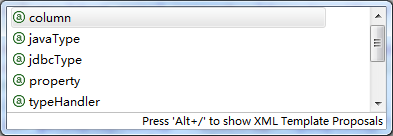 column
javaType
jdbcType
property
typeHandler
Press 'Alt+/' to show XML Template Proposals